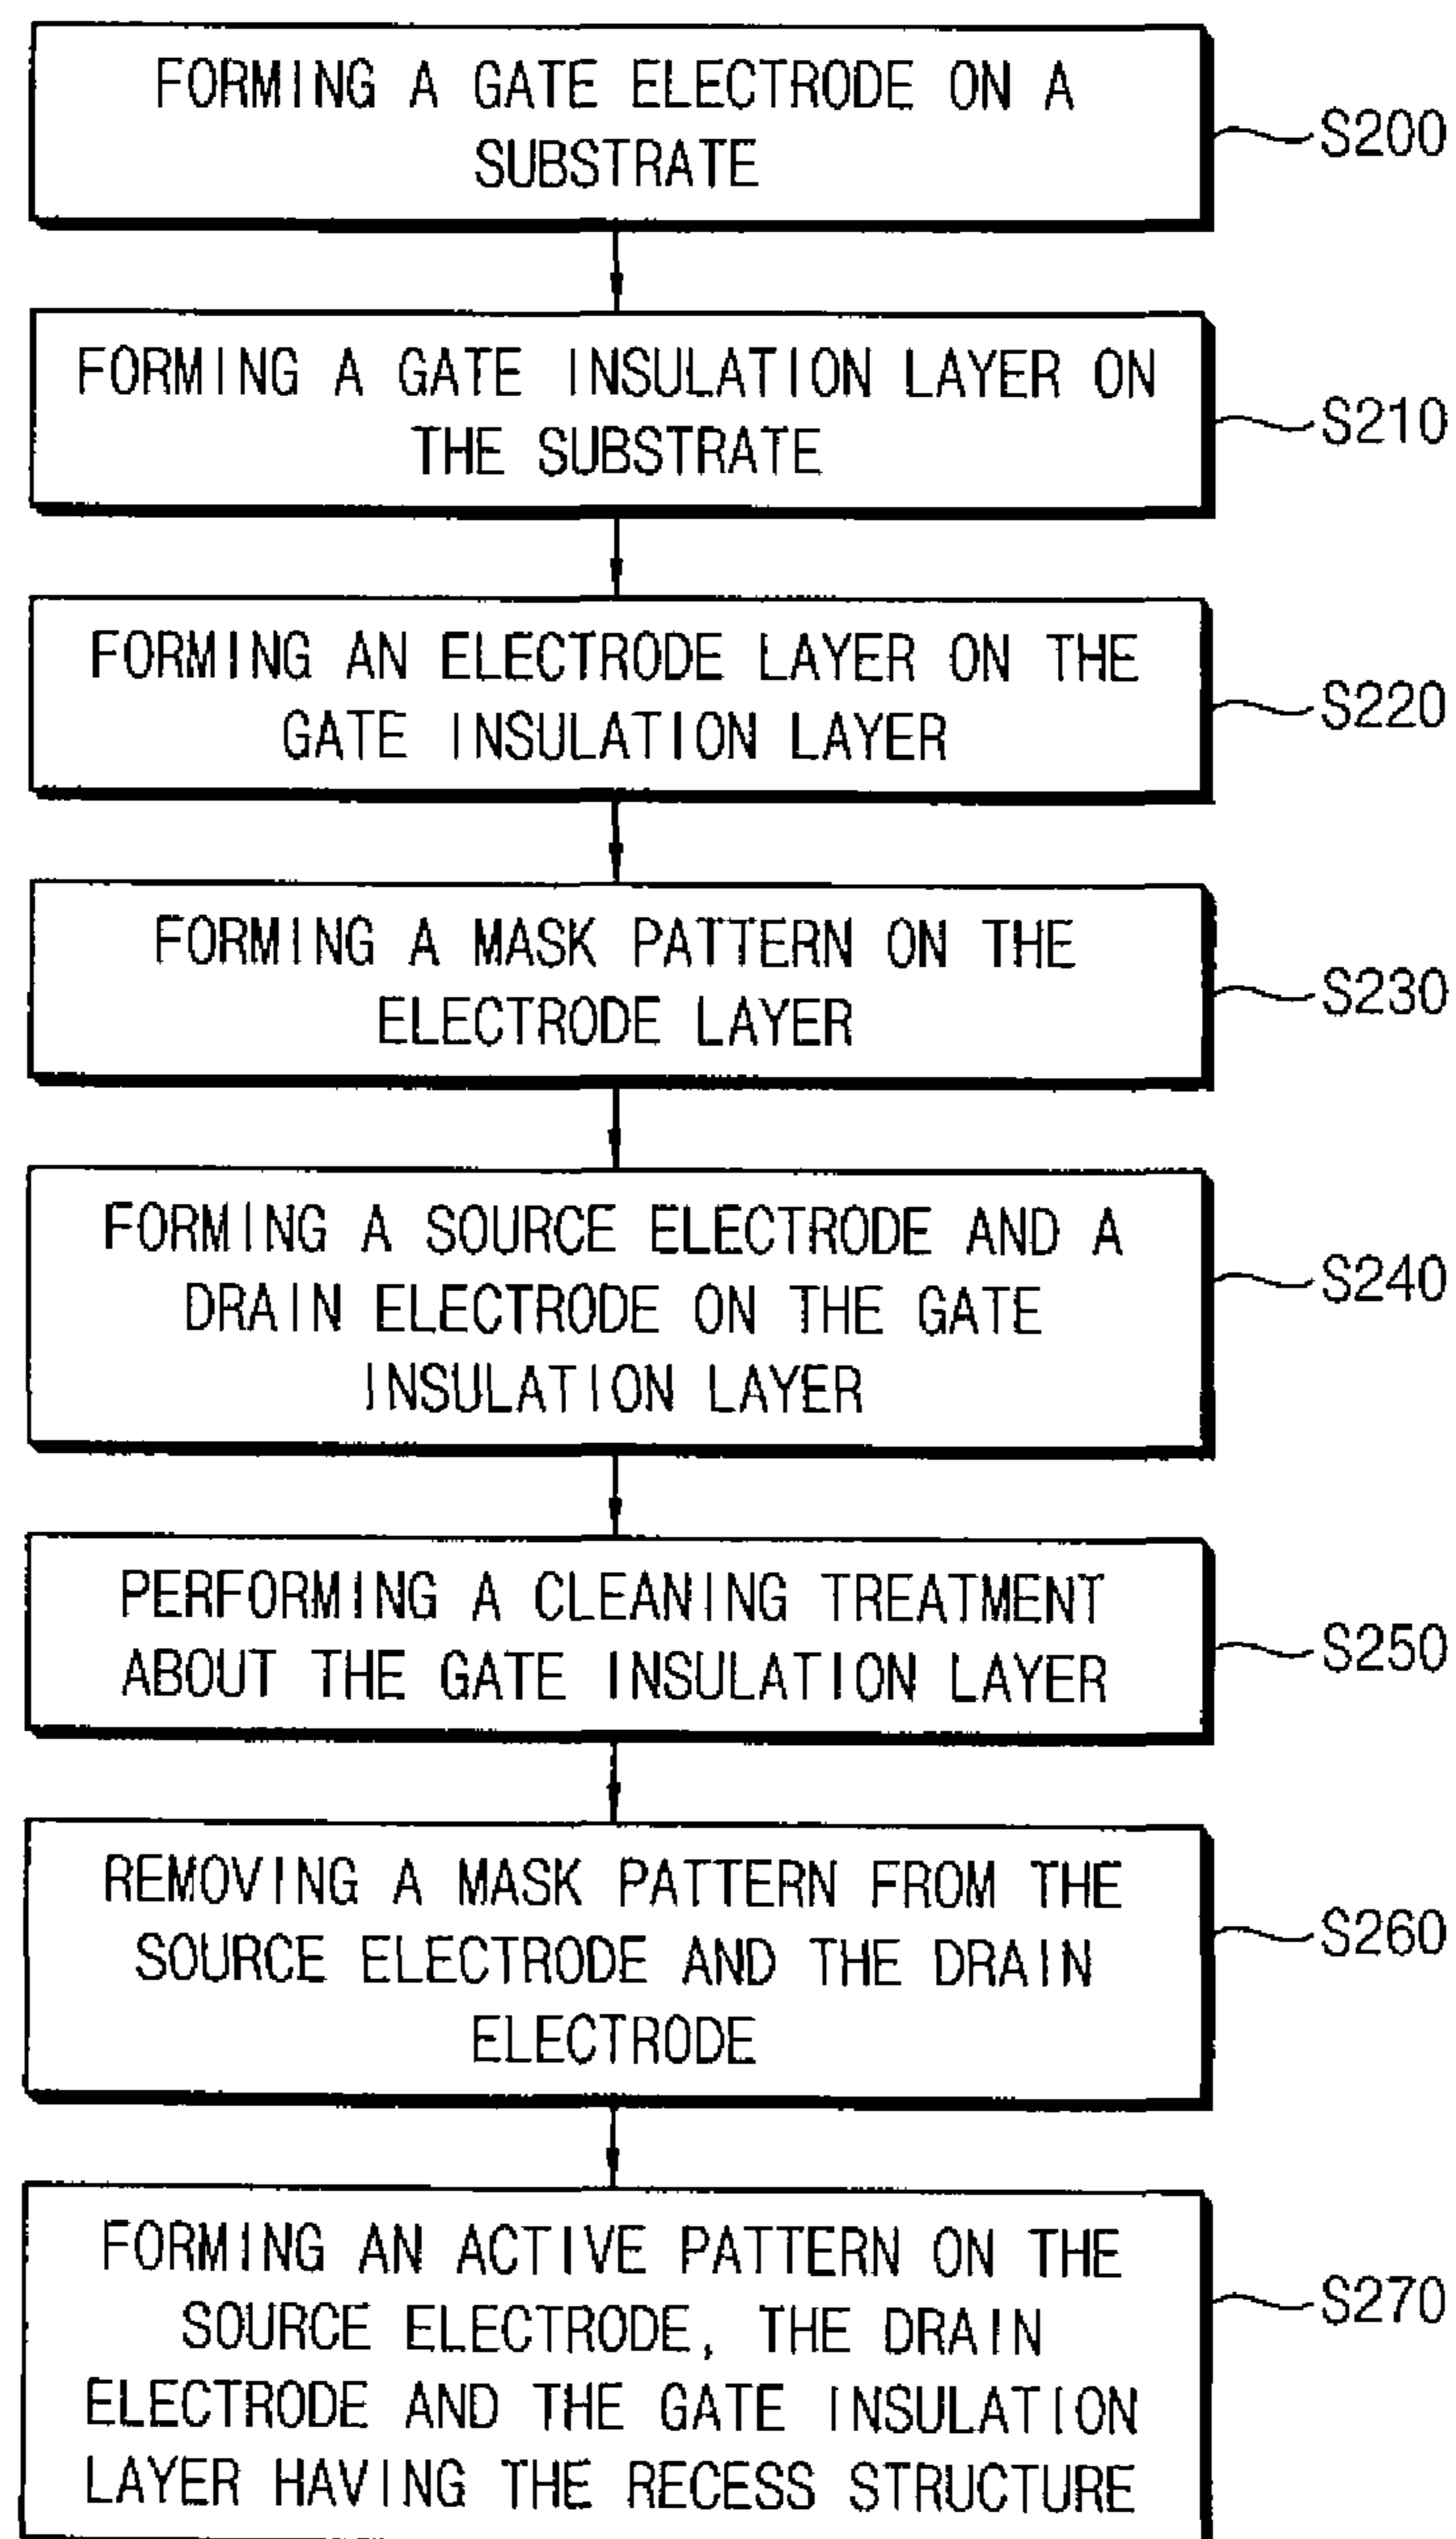 FORMING A GATE ELECTRODE ON A
SUBSTRATE
S200
FORMING A GATE INSULATION LAYER ON
THE SUBSTRATE
S210
FORMING AN ELECTRODE LAYER ON THE
GATE INSULATION LAYER
S220
FORMING A MASK PATTERN ON THE
ELECTRODE LAYER
S230
FORMING A SOURCE ELECTRODE AND A
DRAIN ELECTRODE ON THE GATE
INSULATION LAYER
S240
PERFORMING A CLEANING TREATMENT
ABOUT THE GATE INSULATION LAYER
S250
REMOVING A MASK PATTERN FROM THE
SOURCE ELECTRODE AND THE DRAIN
ELECTRODE
S260
FORMING AN ACTIVE PATTERN ON THE
SOURCE ELECTRODE, THE DRAIN
ELECTRODE AND THE GATE INSULATION
LAYER HAVING THE RECESS STRUCTURE
S270